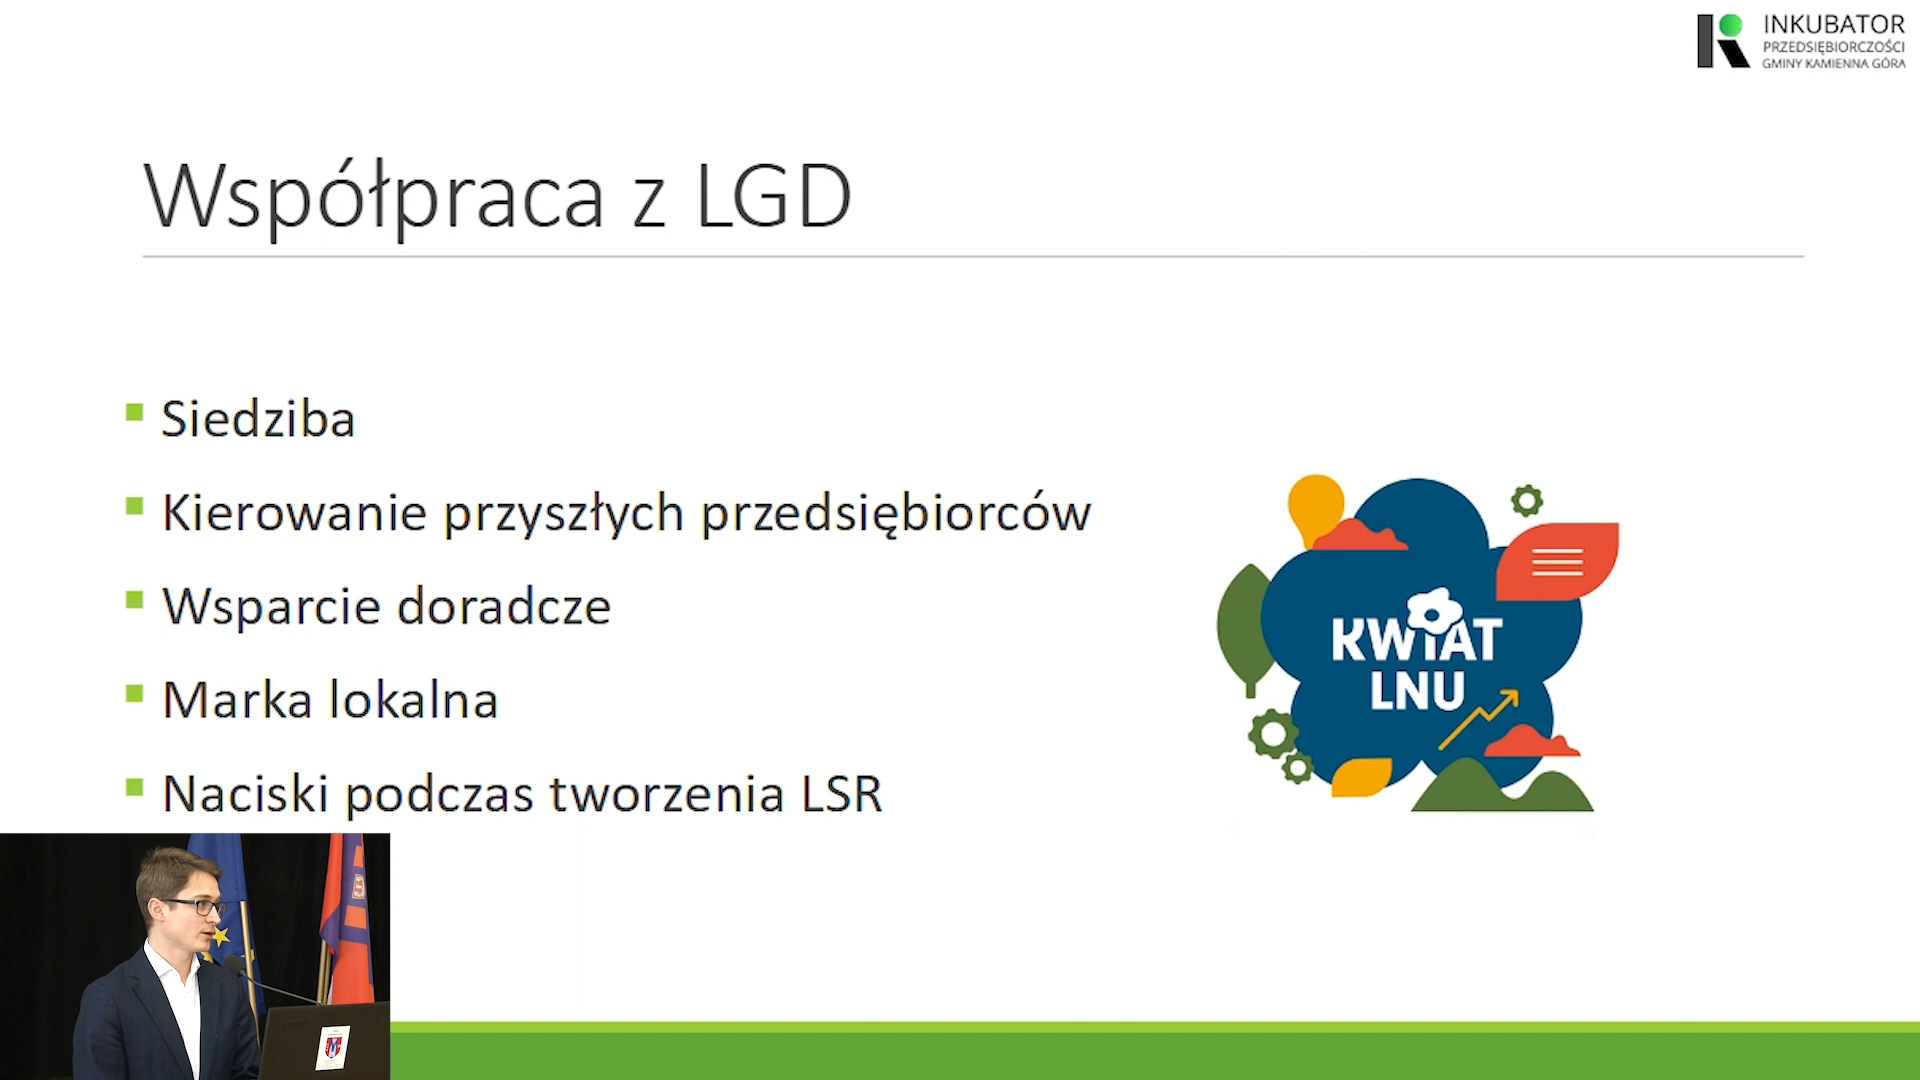 INKUBATOR
PRZEDSIĘBIORCZOŚCI
GMINY KAMIENNA GÓRA
Współpraca z LGD
Siedziba
Kierowanie przyszłych przedsiębiorców
Wsparcie doradcze
Marka lokalna
Naciski podczas tworzenia LSR
KWIAT
LNU